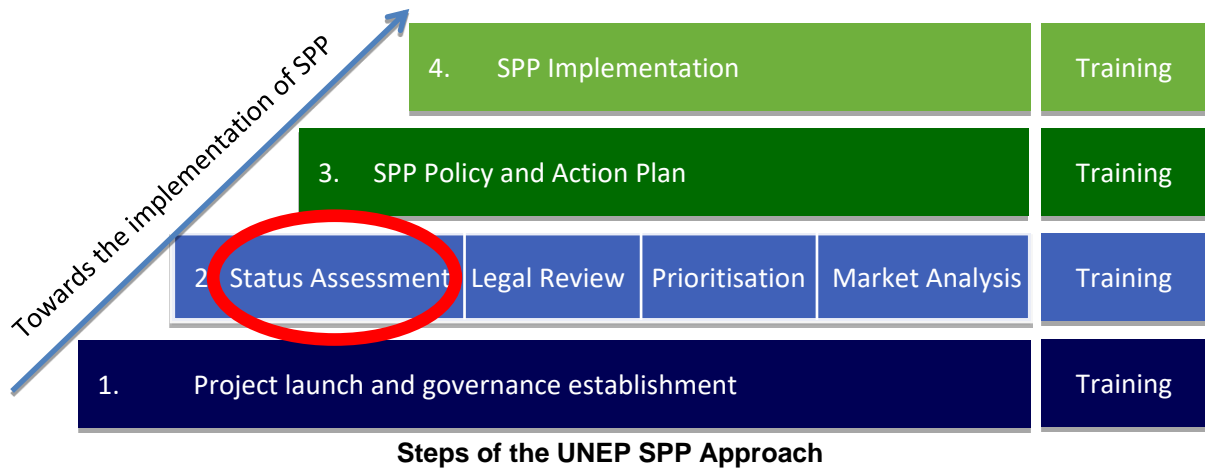 Towards the implementation of SPP
4. SPP Implementation
Training
3. SPP Policy and Action Plan
Training
2 Status Assessment Legal Review Prioritisation Market Analysis
Training
1. Project launch and governance establishment
Training
Steps of the UNEP SPP Approach